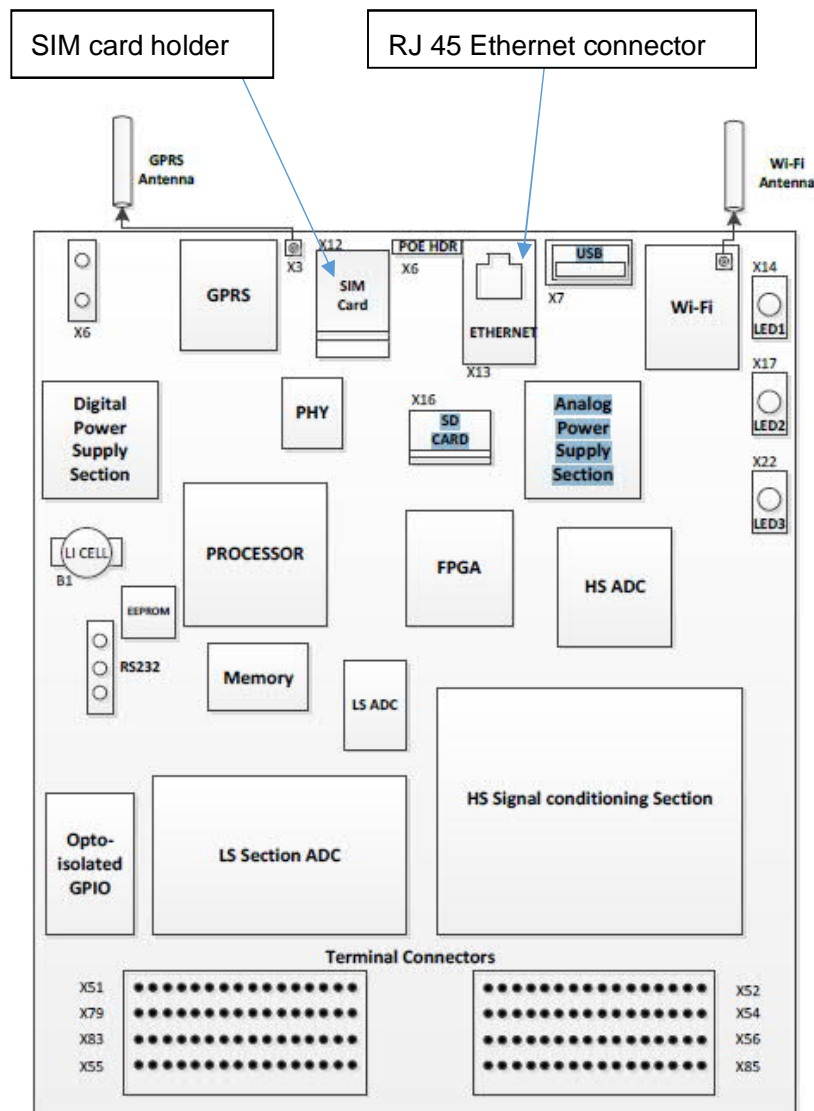 SIM card holder
RJ 45 Ethernet connector
GPRS
Antenna
Wi-Fi
Antenna
X3
X12
POE HDR
X6
USB
X7
X14
X6
GPRS
SIM
Card
ETHERNET
X13
Wi-Fi
LED1
X17
LED2
X22
LED3
Digital
Power
Supply
Section
PHY
X16
SD
CARD
Analog
Power
Supply
Section
LI CELL
B1
PROCESSOR
FPGA
HS ADC
EEPROM
RS232
Memory
LS ADC
HS Signal conditioning Section
Opto-
isolated
GPIO
LS Section ADC
Terminal Connectors
X51
X79
X83
X55
X52
X54
X56
X85